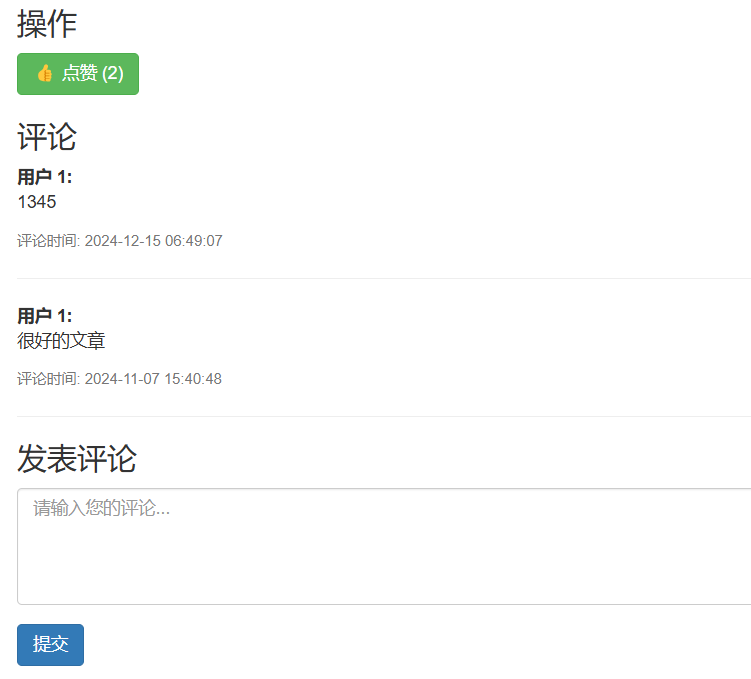 操作
👍 点赞 (2)
评论
用户 1:
1345
评论时间: 2024-12-15 06:49:07
用户 1:
很好的文章
评论时间: 2024-11-07 15:40:48
发表评论
请输入您的评论...
提交